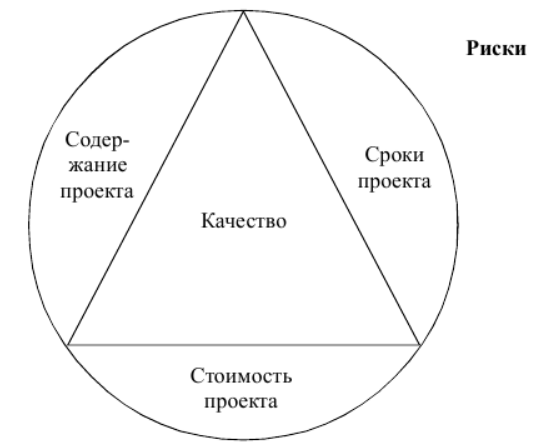 Риски
Содер-
жание
проекта
Сроки
проекта
Качество
Стоимость
проекта